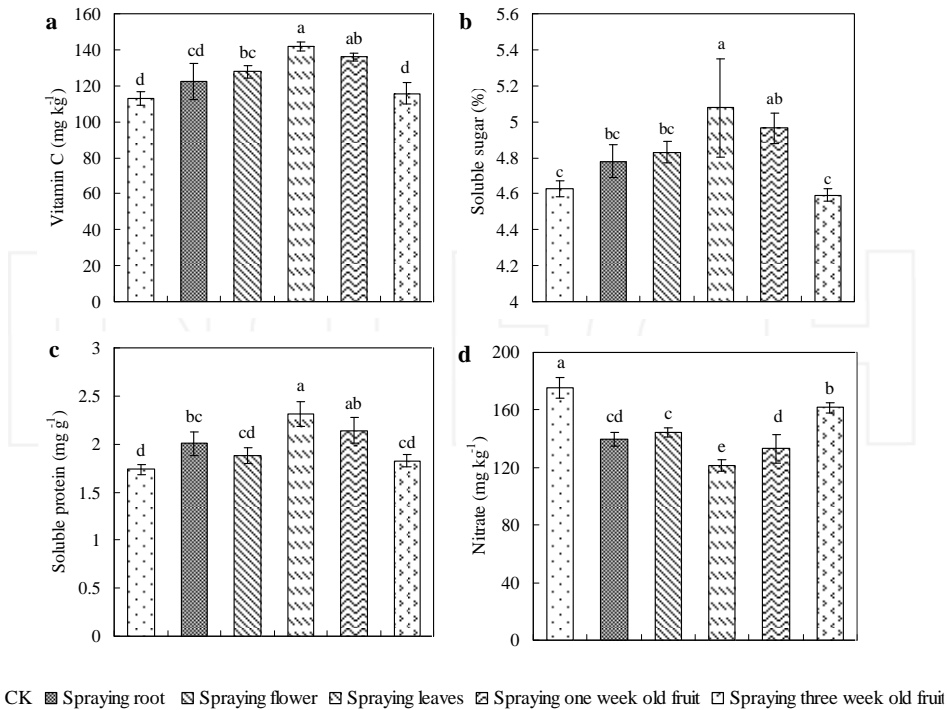 a
Vitamin C (mg kg-1)
160
140
120
100
80
60
40
20
0
d
cd
bc
a
ab
d
b
Soluble sugar (%)
5.6
5.4
5.2
5
4.8
4.6
4.4
4.2
4
c
bc
bc
a
ab
c
c
Soluble protein (mg g-1)
3
2.5
2
1.5
1
0.5
0
d
bc
cd
a
ab
cd
d
Nitrate (mg kg-1)
200
160
120
80
40
0
a
cd
c
e
d
b
CK Spraying root Spraying flower Spraying leaves Spraying one week old fruit Spraying three week old fruit